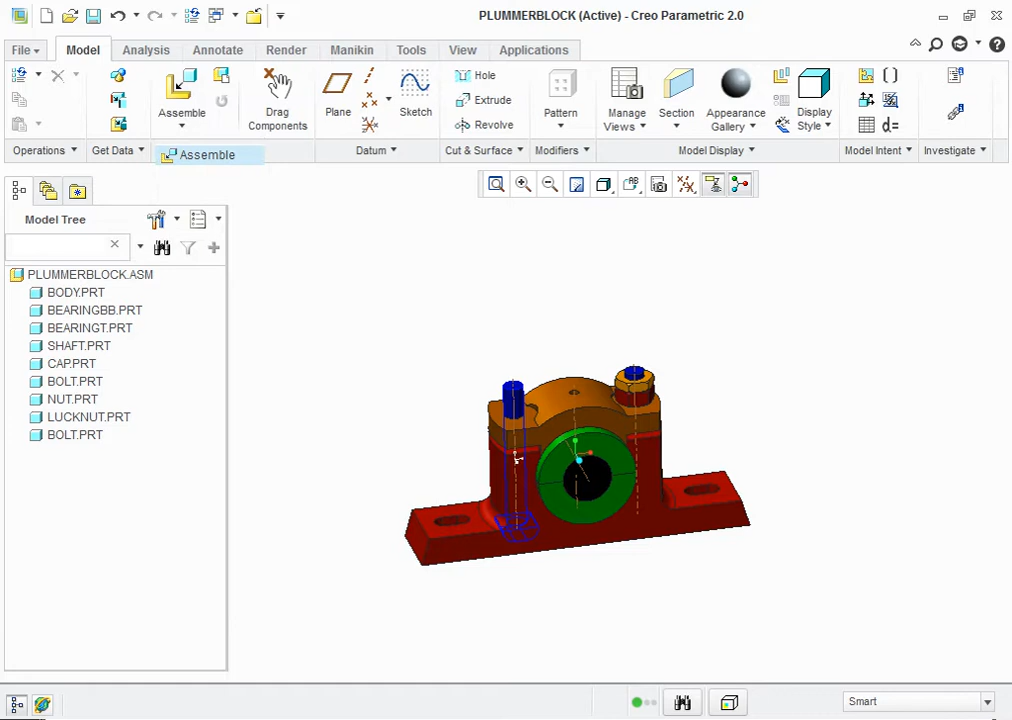 PLUMMERBLOCK (Active) - Creo Parametric 2.0
File Model Analysis Annotate Render Manikin Tools View Applications
Assemble
Drag
Components
Plane
Sketch
Hole
Extrude
Revolve
Pattern
Manage
Views
Section
Appearance
Gallery
Display
Style
d=
Operations Get Data Datum Cut & Surface Modifiers Model Display Model Intent Investigate
Assemble
Model Tree
PLUMMERBLOCK.ASM
BODY.PRT
BEARINGBB.PRT
BEARINGT.PRT
SHAFT.PRT
CAP.PRT
BOLT.PRT
NUT.PRT
LUCKNUT.PRT
BOLT.PRT
Smart